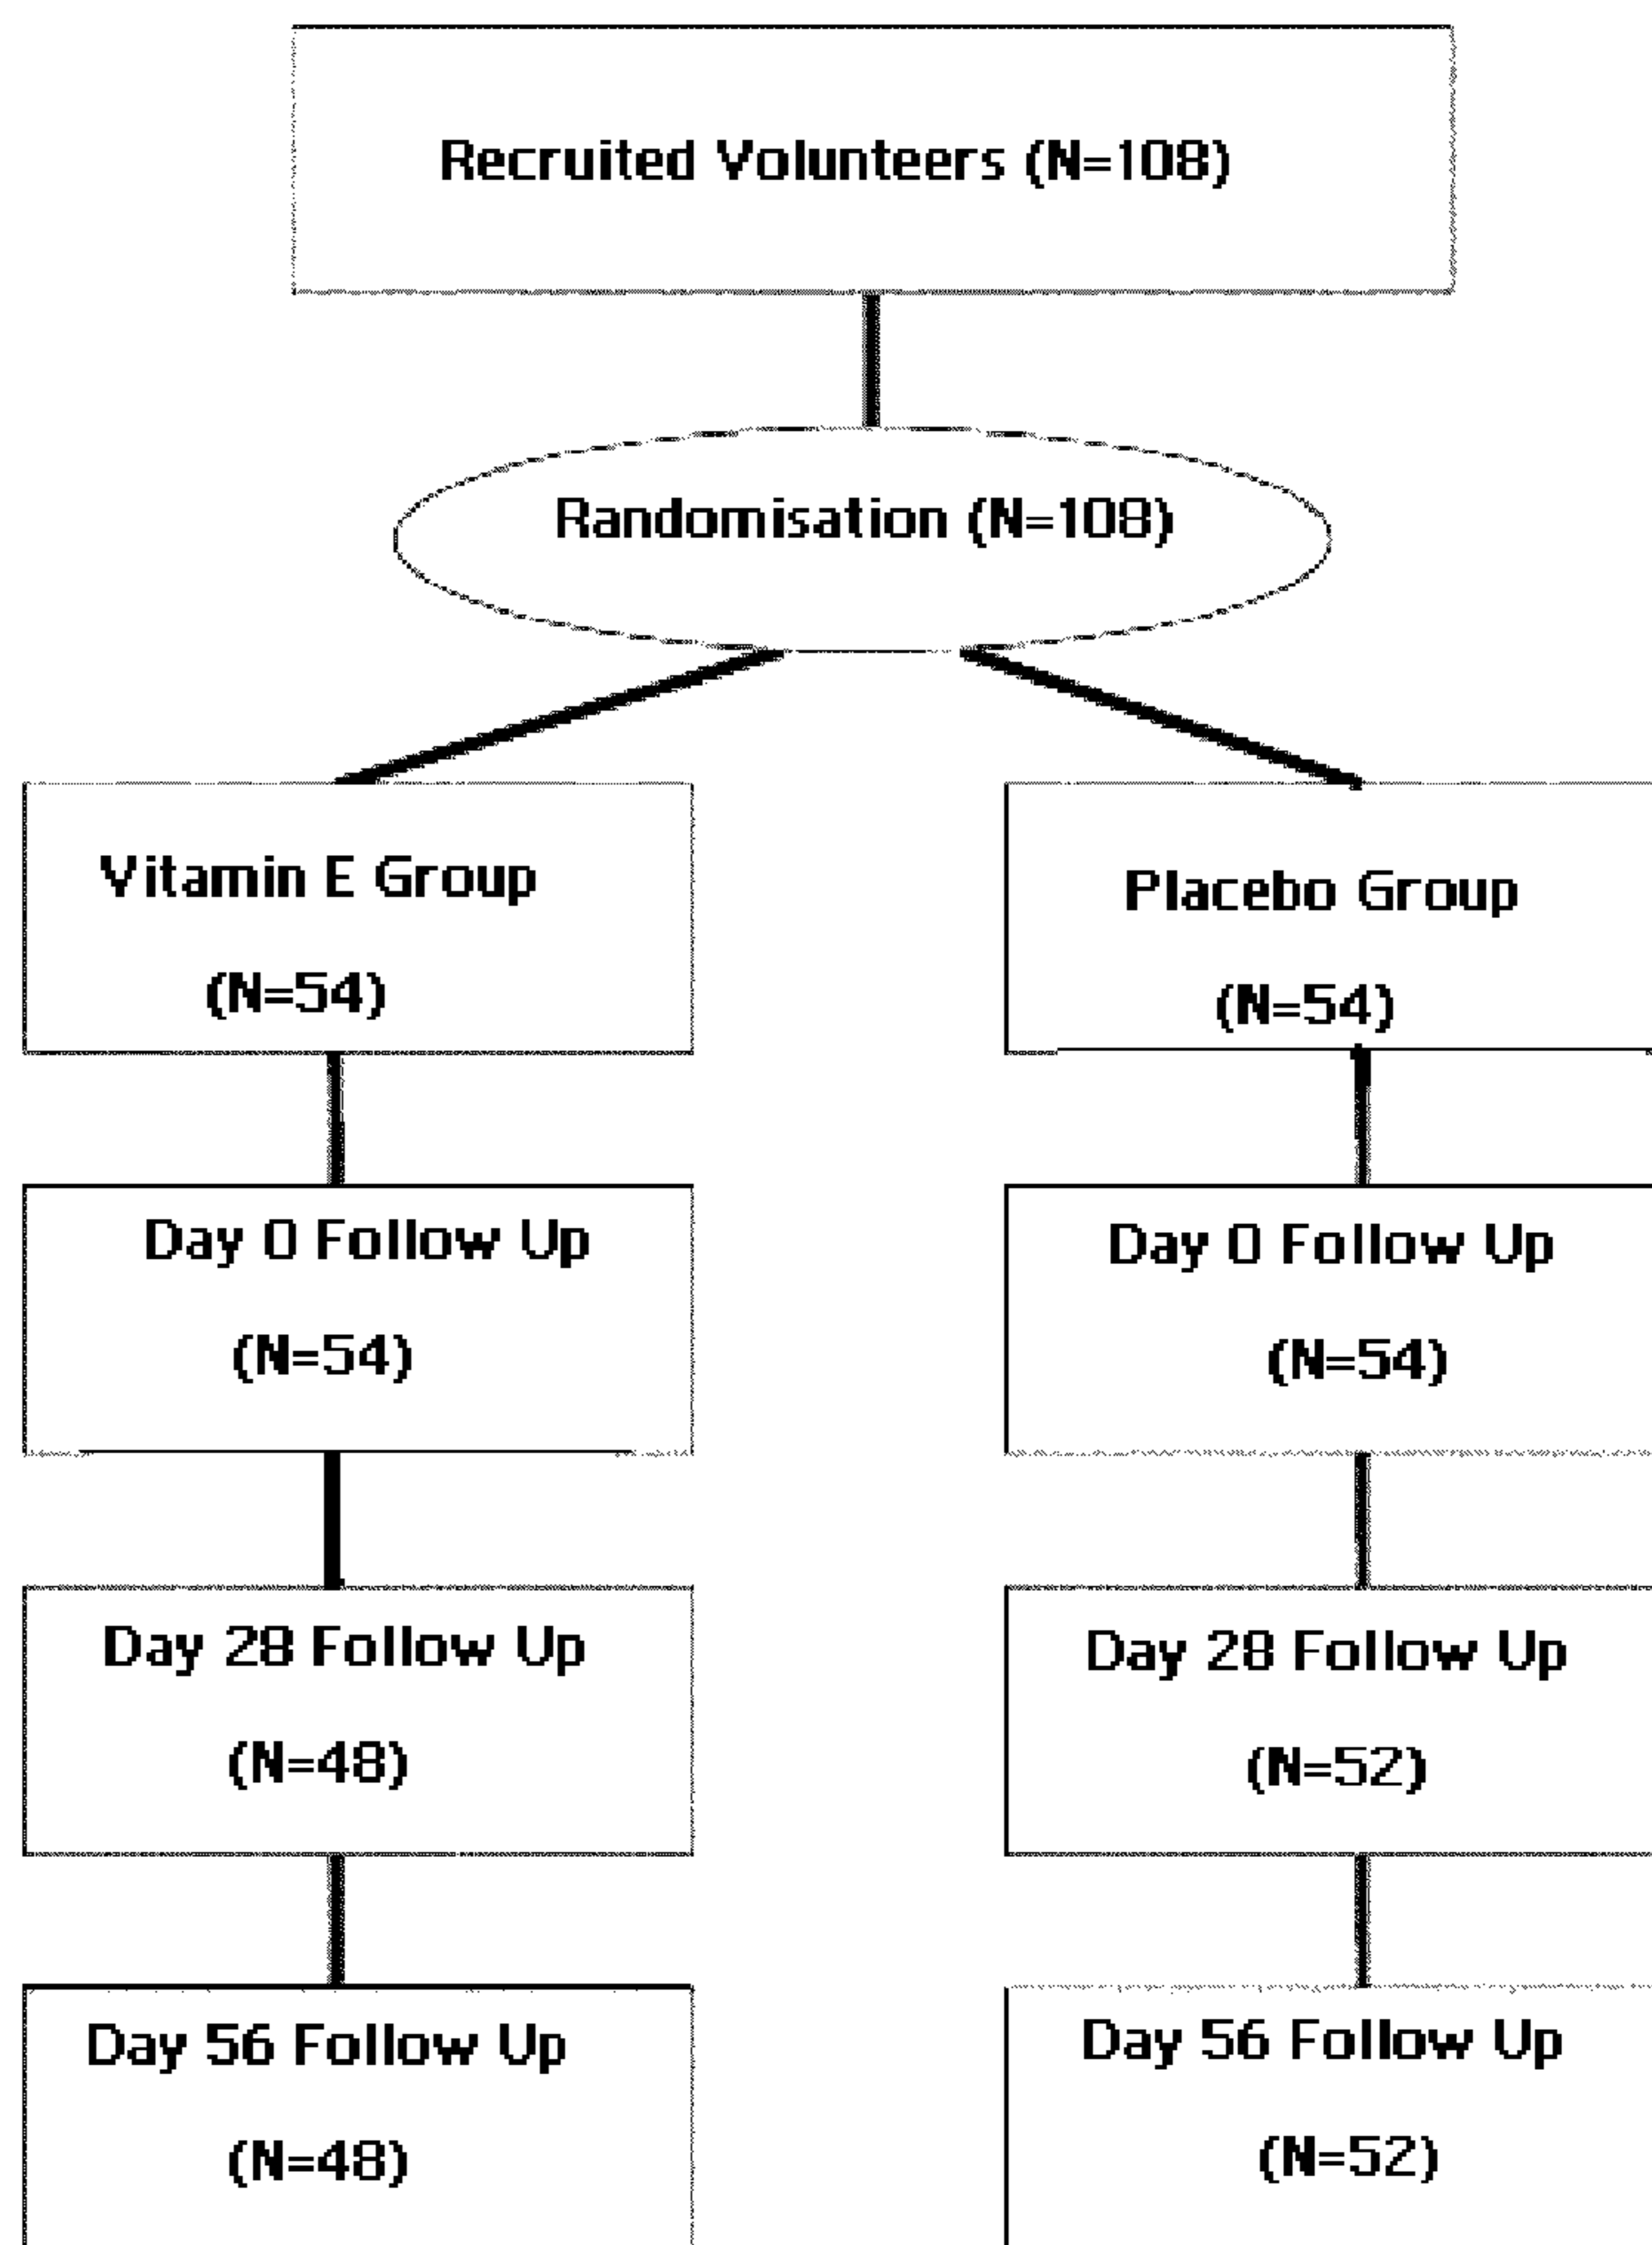 Recruited Volunteers (N=108)
Randomisation (N=108)
Vitamin E Group
(N=54)
Placebo Group
(N=54)
Day 0 Follow Up
(N=54)
Day 0 Follow Up
(N=54)
Day 28 Follow Up
(N=48)
Day 28 Follow Up
(N=52)
Day 56 Follow Up
(N=48)
Day 56 Follow Up
(N=52)